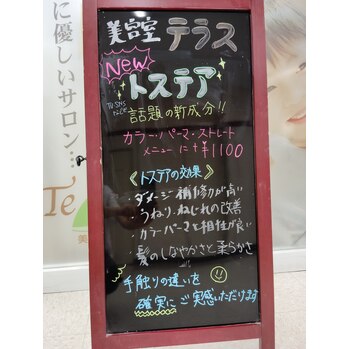 美容室 テラス
New
トステア
話題の新成分!!
カラー・パーマ・ストレート
メニューに+¥1100
《トステアの効果》
・ダメージ補修力が高い
・うねり、ねじれの改善
・カラーパーマと相性が良い
・髪のしなやかさと柔らかさ
手触りの違いを
確実にご実感いただけます
に優しいサロン…
Te
美